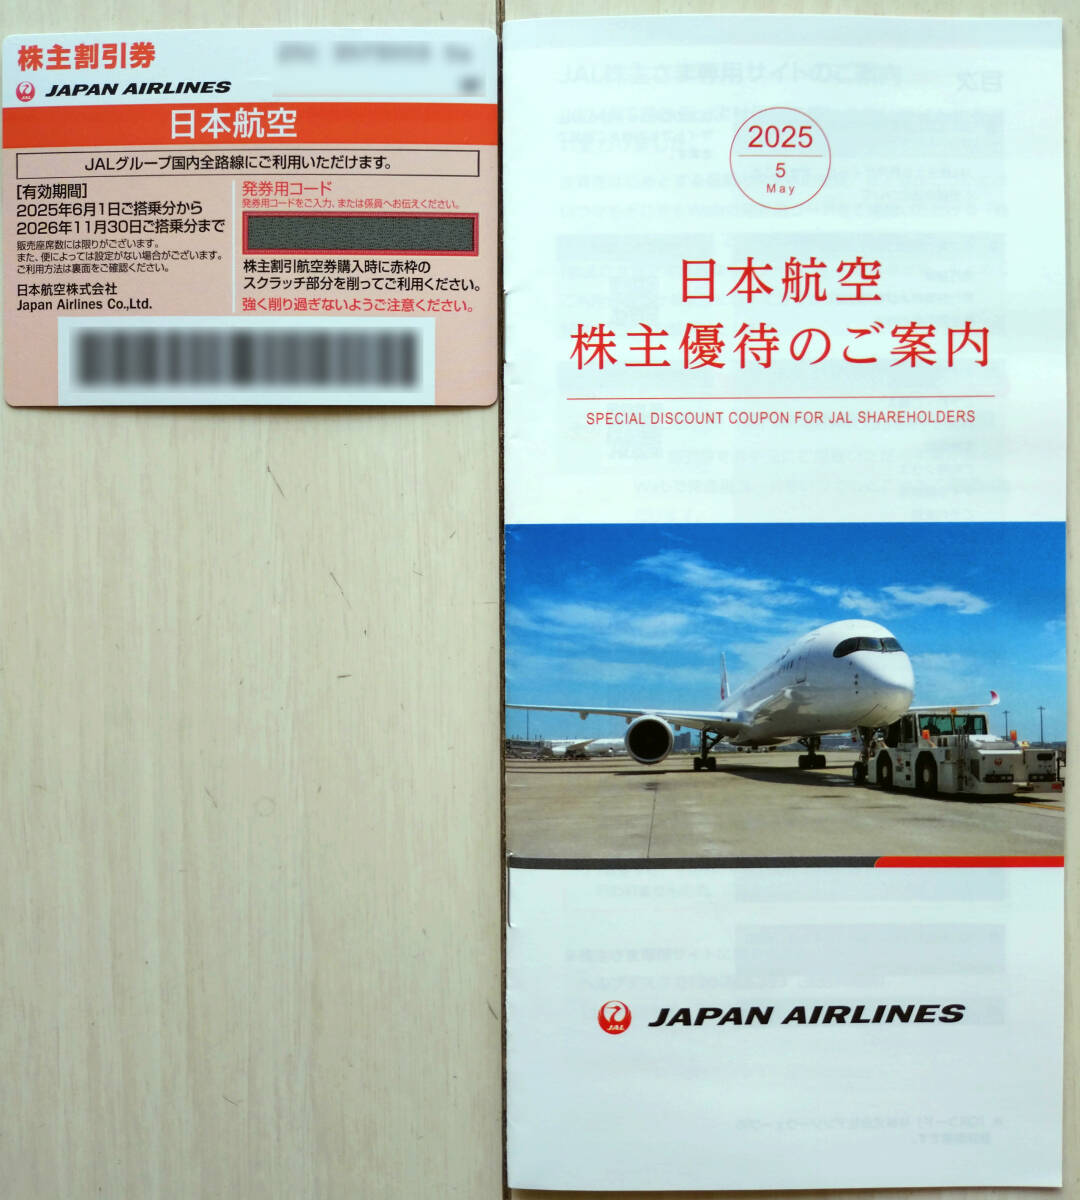 株主割引券
JAL
JAPAN AIRLINES
日本航空
JALグループ国内全路線にご利用いただけます。
[有効期間]
2025年6月1日ご搭乗分から
2026年11月30日ご搭乗分まで
販売座席数には限りがございます。
また、便によっては設定がない場合がございます。
ご利用方法は裏面をご確認ください。
日本航空株式会社
Japan Airlines Co.,Ltd.
発券用コード
発券用コードをご入力、または係員へお伝えください。
株主割引航空券購入時に赤枠の
スクラッチ部分を削ってご利用ください。
強く削り過ぎないようご注意ください。
2025
5
May
日本航空
株主優待のご案内
SPECIAL DISCOUNT COUPON FOR JAL SHAREHOLDERS
JAL
JAPAN AIRLINES